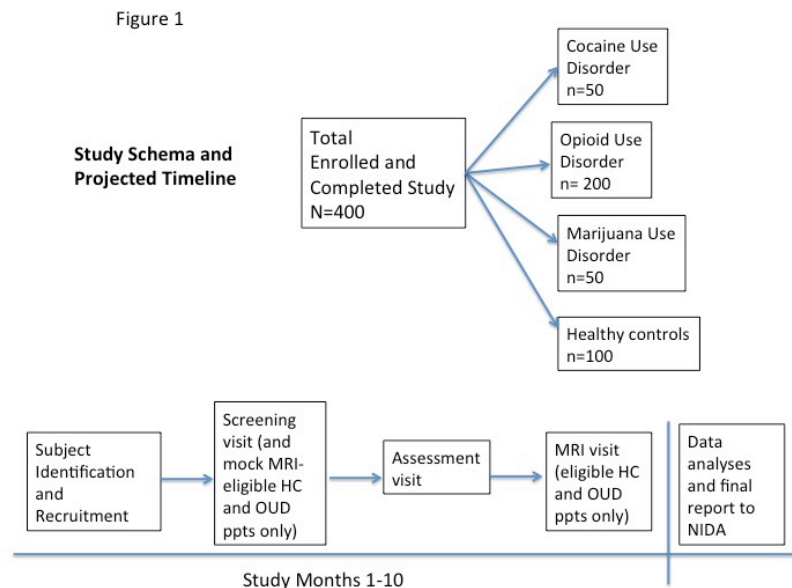 Figure 1
Study Schema and
Projected Timeline
Total
Enrolled and
Completed Study
N=400
Cocaine Use
Disorder
n=50
Opioid Use
Disorder
n= 200
Marijuana Use
Disorder
n=50
Healthy controls
n=100
Subject
Identification
and
Recruitment
Screening
visit (and
mock MRI-
eligible HC
and OUD
ppts only)
Assessment
visit
MRI visit
(eligible HC
and OUD
ppts only)
Data
analyses
and final
report to
NIDA
Study Months 1-10